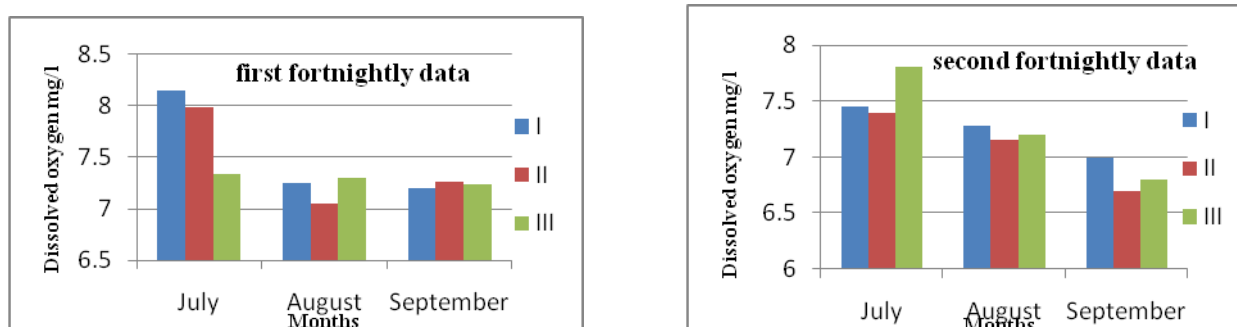 first fortnightly data
Dissolved oxygen mg/l
8.5
8
7.5
7
6.5
I
II
III
July August September
Months
second fortnightly data
Dissolved oxygen mg/l
8
7.5
7
6.5
6
I
II
III
July August September
Months